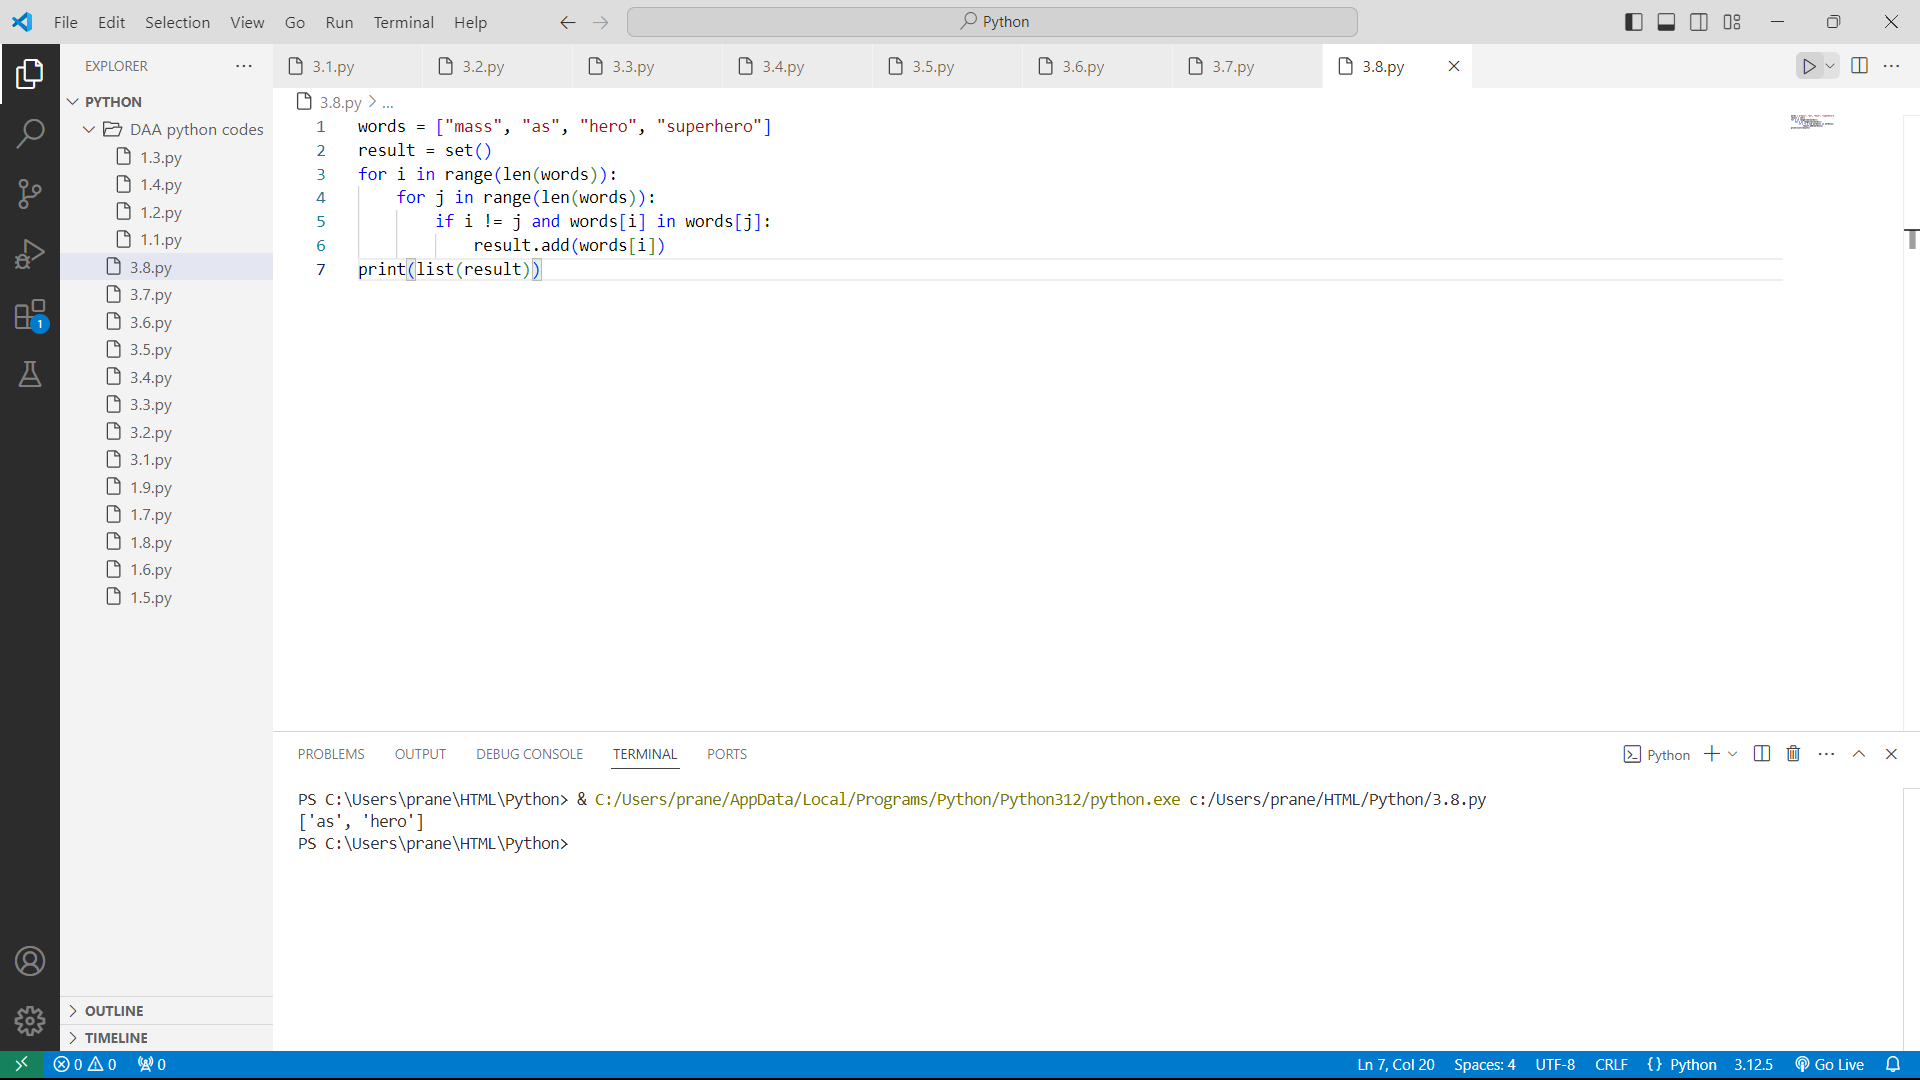 File Edit Selection View Go Run Terminal Help
Python
EXPLORER
PYTHON
DAA python codes
1.3.py
1.4.py
1.2.py
1.1.py
3.8.py
3.7.py
3.6.py
3.5.py
3.4.py
3.3.py
3.2.py
3.1.py
1.9.py
1.7.py
1.8.py
1.6.py
1.5.py
OUTLINE
TIMELINE
1
3.1.py 3.2.py 3.3.py 3.4.py 3.5.py 3.6.py 3.7.py 3.8.py
3.8.py > ...
1 words = ["mass", "as", "hero", "superhero"]
2 result = set()
3 for i in range(len(words)):
4     for j in range(len(words)):
5         if i != j and words[i] in words[j]:
6             result.add(words[i])
7 print(list(result))
PROBLEMS OUTPUT DEBUG CONSOLE TERMINAL PORTS
Python
PS C:\Users\prane\HTML\Python> & C:/Users/prane/AppData/Local/Programs/Python/Python312/python.exe c:/Users/prane/HTML/Python/3.8.py
['as', 'hero']
PS C:\Users\prane\HTML\Python>
0 0 0
Ln 7, Col 20 Spaces: 4 UTF-8 CRLF {} Python 3.12.5 Go Live